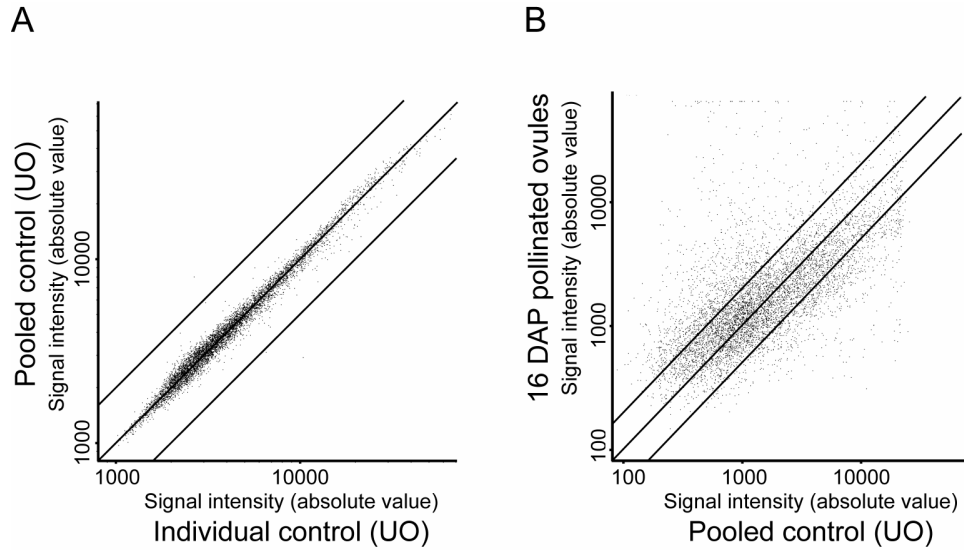 A
Pooled control (UO)
Signal intensity (absolute value)
10000
1000
1000
10000
Signal intensity (absolute value)
Individual control (UO)
B
16 DAP pollinated ovules
Signal intensity (absolute value)
10000
1000
100
100
1000
10000
Signal intensity (absolute value)
Pooled control (UO)